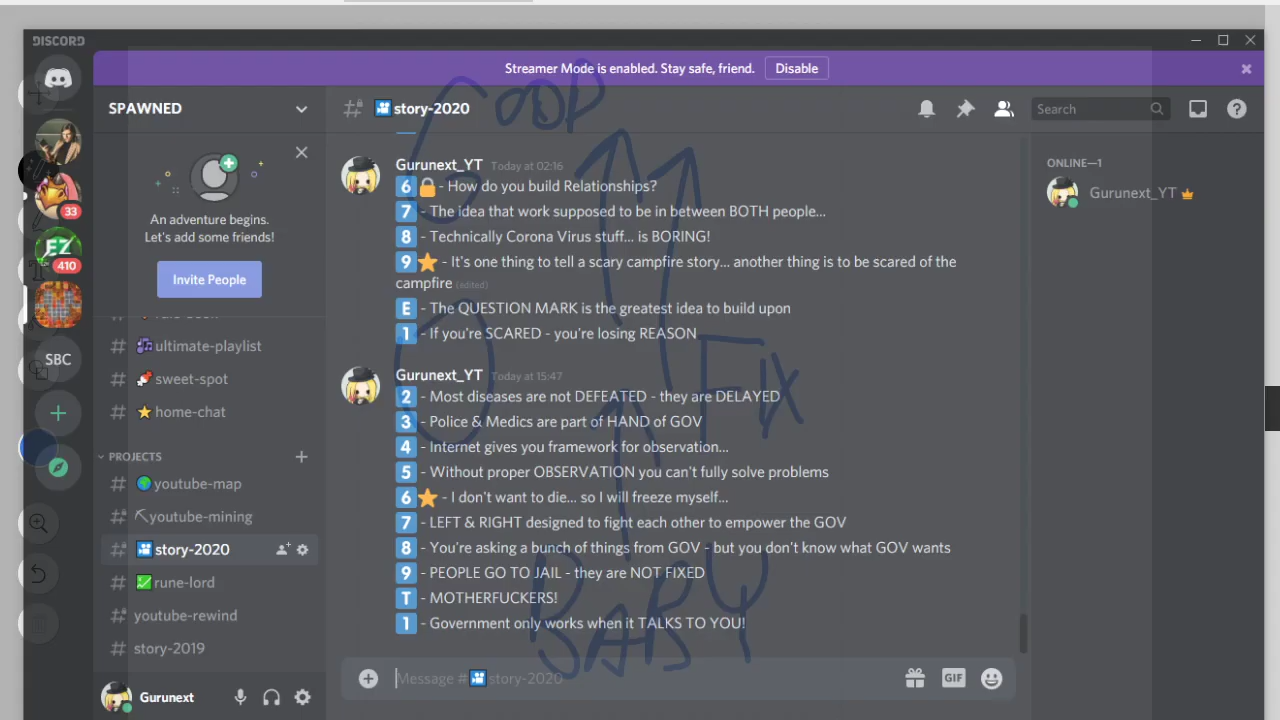 DISCORD
Streamer Mode is enabled. Stay safe, friend. Disable
SPAWNED
story-2020
Search
An adventure begins.
Let's add some friends!
Invite People
ultimate-playlist
sweet-spot
home-chat
PROJECTS
youtube-map
youtube-mining
story-2020
rune-lord
youtube-rewind
story-2019
Gurunext
33
EZ
410
SBC
Gurunext_YT Today at 02:16
6 - How do you build Relationships?
7 - The idea that work supposed to be in between BOTH people...
8 - Technically Corona Virus stuff... is BORING!
9 - It's one thing to tell a scary campfire story... another thing is to be scared of the
campfire (edited)
E - The QUESTION MARK is the greatest idea to build upon
1 - If you're SCARED - you're losing REASON
Gurunext_YT Today at 15:47
2 - Most diseases are not DEFEATED - they are DELAYED
3 - Police & Medics are part of HAND of GOV
4 - Internet gives you framework for observation...
5 - Without proper OBSERVATION you can't fully solve problems
6 - I don't want to die... so I will freeze myself...
7 - LEFT & RIGHT designed to fight each other to empower the GOV
8 - You're asking a bunch of things from GOV - but you don't know what GOV wants
9 - PEOPLE GO TO JAIL - they are NOT FIXED
T - MOTHERFUCKERS!
1 - Government only works when it TALKS TO YOU!
Message # story-2020
GIF
ONLINE—1
Gurunext_YT
FIX
BABY